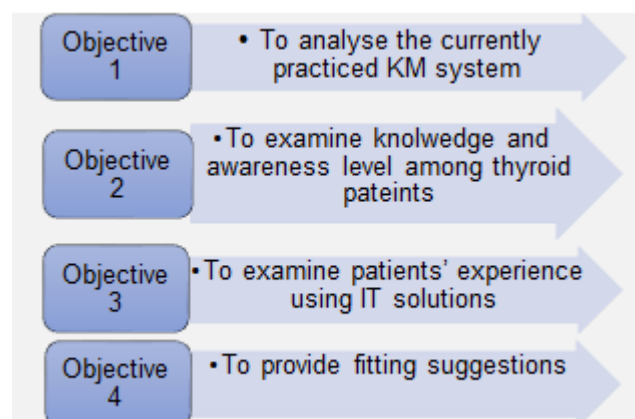 Objective
1
• To analyse the currently
practiced KM system
Objective
2
•To examine knolwedge and
awareness level among thyroid
pateints
Objective
3
•To examine patients’ experience
using IT solutions
Objective
4
•To provide fitting suggestions